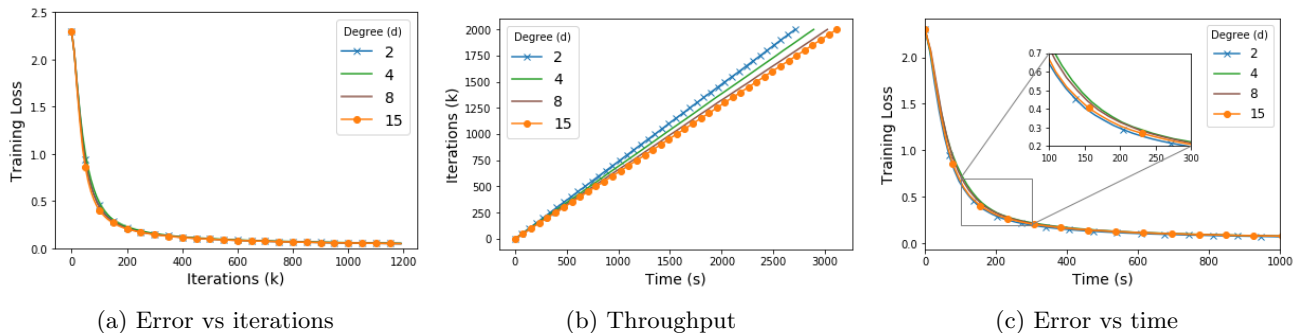 2.5
2.0
1.5
1.0
0.5
0.0
Training Loss
0 200 400 600 800 1000 1200
Iterations (k)
Degree (d)
2
4
8
15
(a) Error vs iterations
2000
1750
1500
1250
1000
750
500
250
0
Iterations (k)
0 500 1000 1500 2000 2500 3000
Time (s)
Degree (d)
2
4
8
15
(b) Throughput
2.0
1.5
1.0
0.5
0.0
Training Loss
0 200 400 600 800 1000
Time (s)
0.7
0.6
0.5
0.4
0.3
0.2
100 150 200 250 300
Degree (d)
2
4
8
15
(c) Error vs time